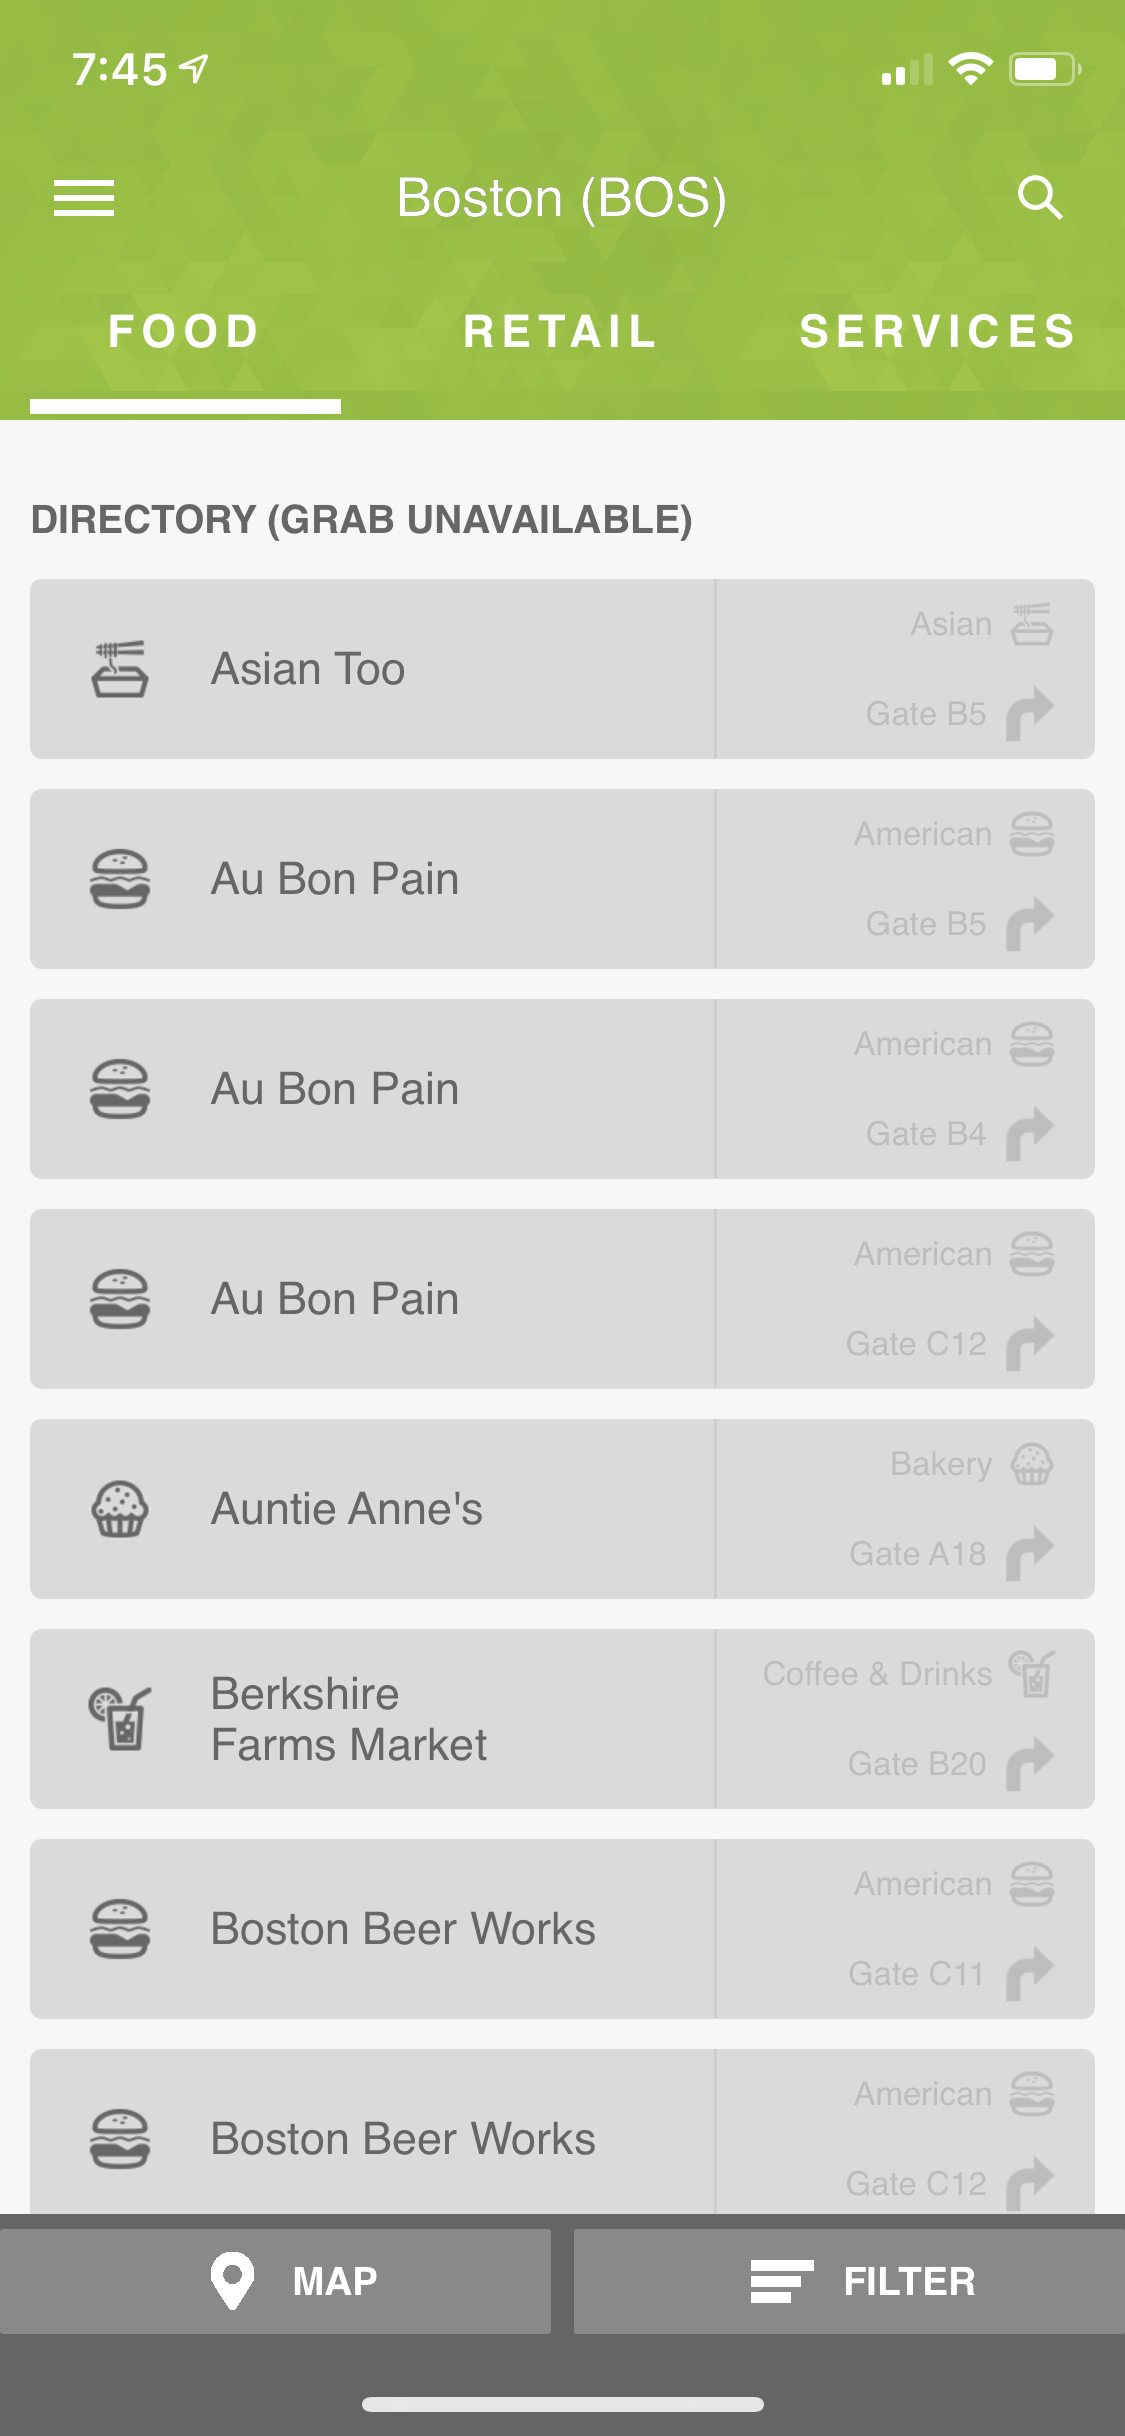 7:45
Boston (BOS)
FOOD RETAIL SERVICES
DIRECTORY (GRAB UNAVAILABLE)
Asian Too
Asian
Gate B5
Au Bon Pain
American
Gate B5
Au Bon Pain
American
Gate B4
Au Bon Pain
American
Gate C12
Auntie Anne's
Bakery
Gate A18
Berkshire
Farms Market
Coffee & Drinks
Gate B20
Boston Beer Works
American
Gate C11
Boston Beer Works
American
Gate C12
MAP FILTER